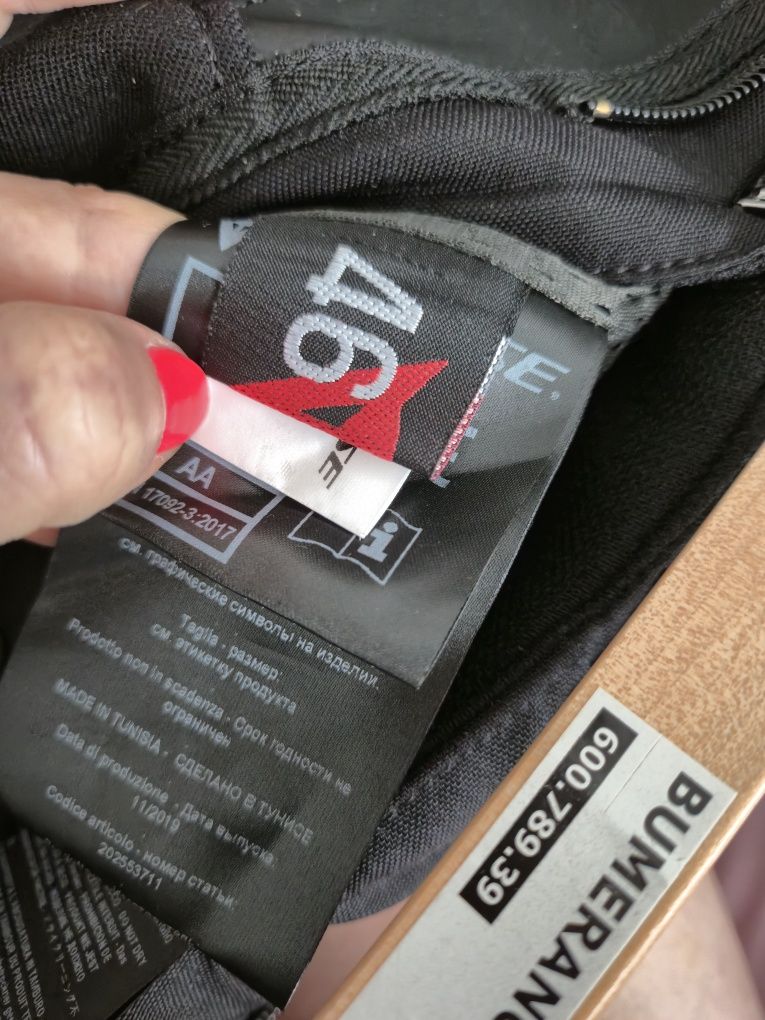 46
SE
SE,
AA
17092-3:2017
i
см. графические символы на изделии.
Taglia - размер:
см. этикетку продукта
Prodotto non in scadenza - Срок годности не
ограничен
MADE IN TUNISIA - СДЕЛАНО В ТУНИСЕ
Data di produzione - Дата выпуска.
11/2019
Codice articolo - номер статьи.
202553711
600.789.39
BUMERANG